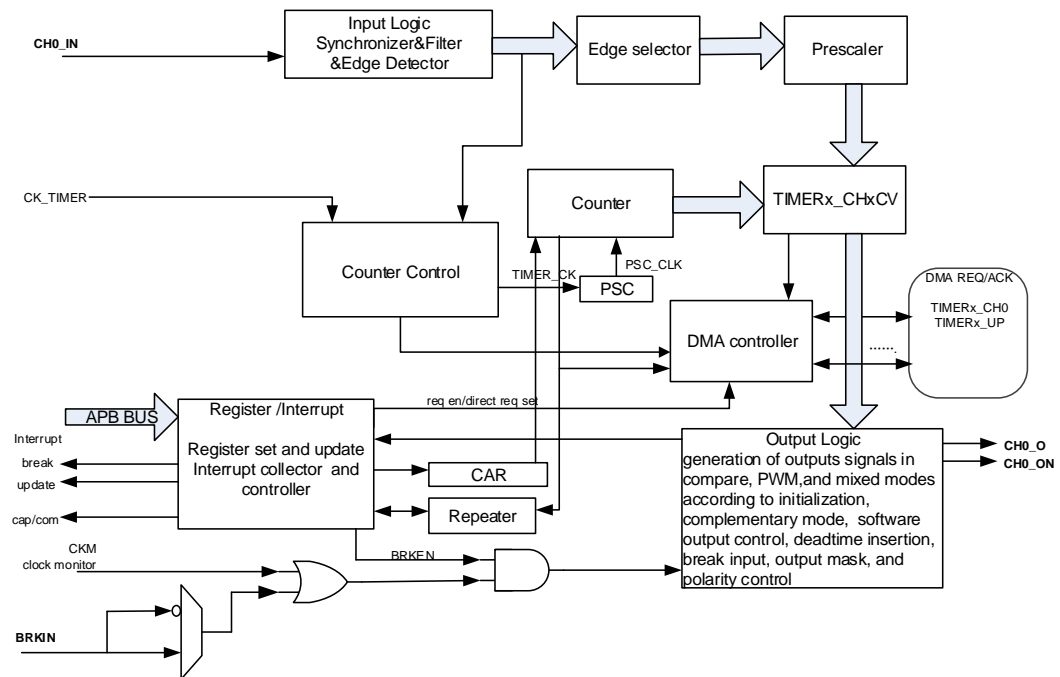 CH0_IN
Input Logic
Synchronizer&Filter
&Edge Detector
Edge selector
Prescaler
CK_TIMER
Counter Control
Counter
TIMERx_CHxCV
TIMER_CK
PSC_CLK
PSC
DMA controller
DMA REQ/ACK
TIMERx_CH0
TIMERx_UP
…….
APB BUS
Register /Interrupt
Register set and update
Interrupt collector and
controller
req en/direct req set
Interrupt
break
update
cap/com
CAR
Repeater
Output Logic
generation of outputs signals in
compare, PWM,and mixed modes
according to initialization,
complementary mode, software
output control, deadtime insertion,
break input, output mask, and
polarity control
CH0_O
CH0_ON
CKM
clock monitor
BRKEN
BRKIN